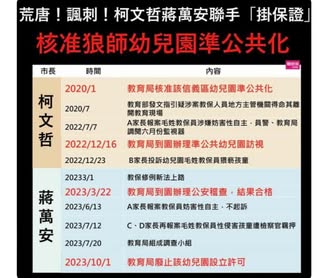 荒唐！諷刺！柯文哲蔣萬安聯手「掛保證」
核准狼師幼兒園準公共化
市長 時間 內容
柯文哲
2020/1 教育局核准該信義區幼兒園準公共化
2020/7 教育部發文指引疑涉案教保人員地方主管機關得命其離開教育現場
2022/7/7 A家長報案毛姓教保員涉嫌妨害性自主，員警、教育局調閱六月份監視器
2022/12/16 教育局到園辦理準公共幼兒園訪視
2022/12/23 B家長投訴幼兒園毛姓教保員猥褻孩童
蔣萬安
20233/1 教保條例新法上路
2023/3/22 教育局到園辦理公安稽查，結果合格
2023/6/13 A家長報案教保員妨害性自主，不起訴
2023/7/12 C、D家長再報案毛姓教保員性侵害孩童遭檢察官羈押
2023/7/20 教育局組成調查小組
2023/10/1 教育局廢止該幼兒園設立許可